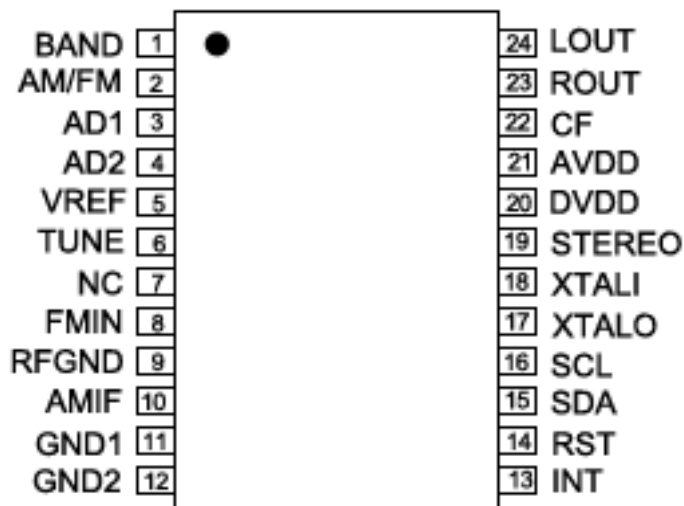 BAND 1 24 LOUT
AM/FM 2 23 ROUT
AD1 3 22 CF
AD2 4 21 AVDD
VREF 5 20 DVDD
TUNE 6 19 STEREO
NC 7 18 XTALI
FMIN 8 17 XTALO
RFGND 9 16 SCL
AMIF 10 15 SDA
GND1 11 14 RST
GND2 12 13 INT